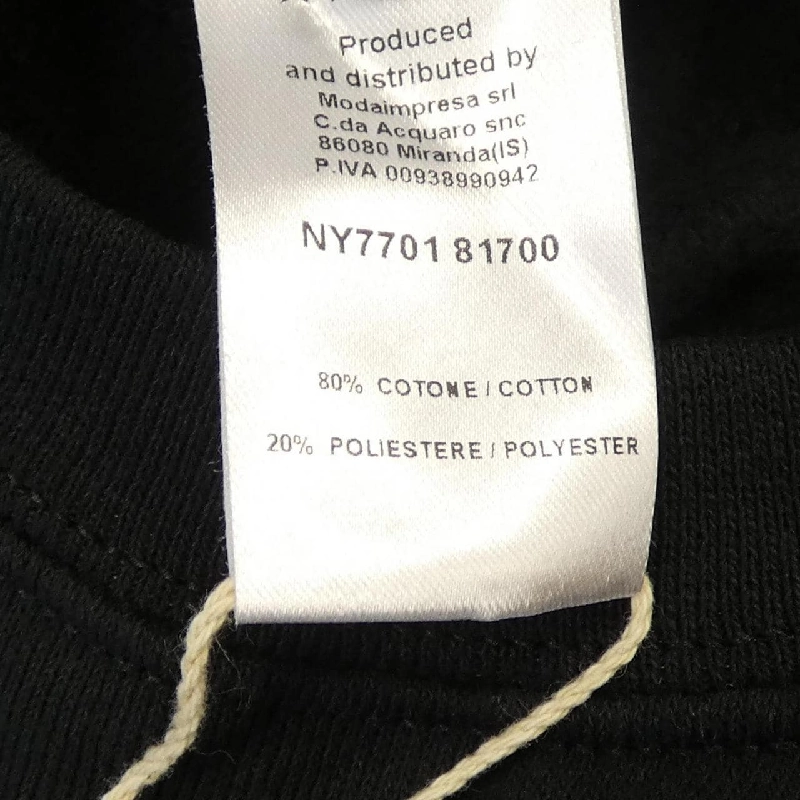 Produced
and distributed by
Modaimpresa srl
C.da Acquaro snc
86080 Miranda(IS)
P.IVA 00938990942
NY7701 81700
80% COTONE / COTTON
20% POLIESTERE / POLYESTER